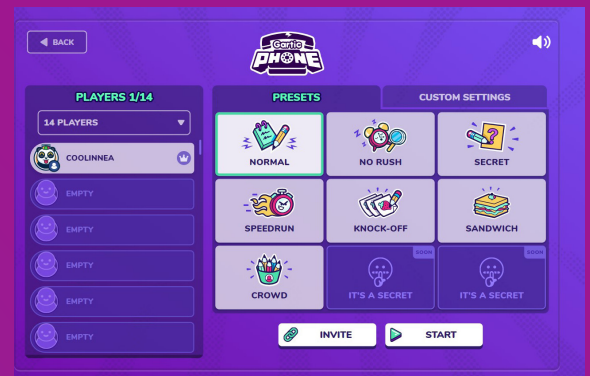 BACK
Gartic
PHONE
PLAYERS 1/14
14 PLAYERS
COOLINNEA
EMPTY
EMPTY
EMPTY
EMPTY
EMPTY
PRESETS
CUSTOM SETTINGS
NORMAL
NO RUSH
SECRET
SPEEDRUN
KNOCK-OFF
SANDWICH
CROWD
SOON
IT'S A SECRET
SOON
IT'S A SECRET
INVITE
START